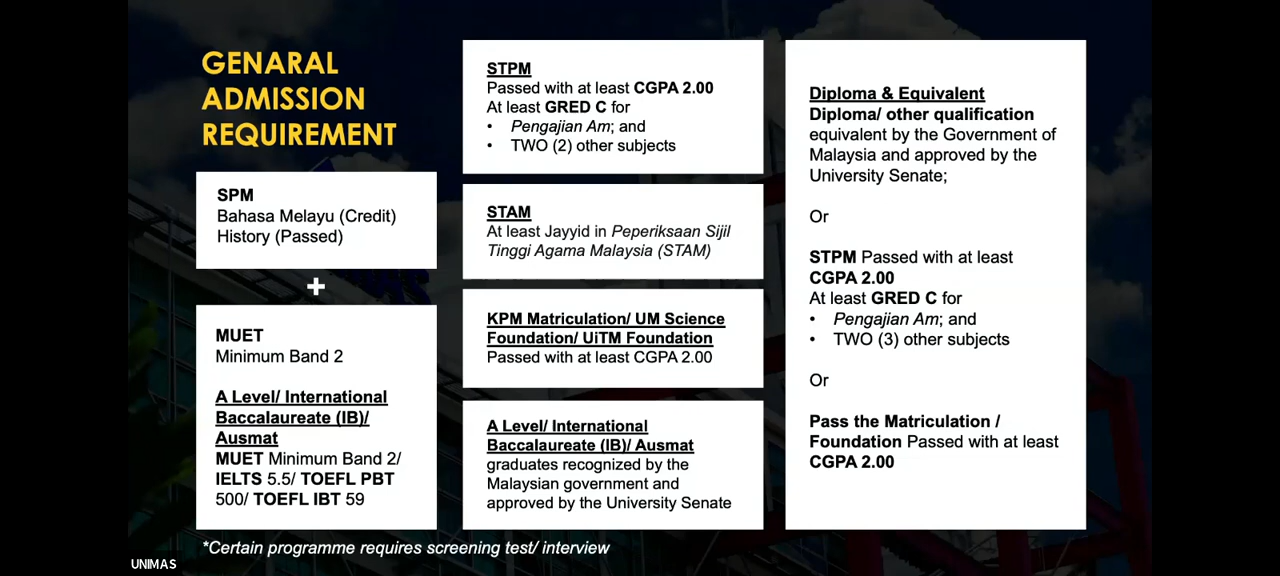 GENARAL
ADMISSION
REQUIREMENT
SPM
Bahasa Melayu (Credit)
History (Passed)
+
MUET
Minimum Band 2
A Level/ International
Baccalaureate (IB)/
Ausmat
MUET Minimum Band 2/
IELTS 5.5/ TOEFL PBT
500/ TOEFL IBT 59
STPM
Passed with at least CGPA 2.00
At least GRED C for
• Pengajian Am; and
• TWO (2) other subjects
STAM
At least Jayyid in Peperiksaan Sijil
Tinggi Agama Malaysia (STAM)
KPM Matriculation/ UM Science
Foundation/ UiTM Foundation
Passed with at least CGPA 2.00
A Level/ International
Baccalaureate (IB)/ Ausmat
graduates recognized by the
Malaysian government and
approved by the University Senate
Diploma & Equivalent
Diploma/ other qualification
equivalent by the Government of
Malaysia and approved by the
University Senate;
Or
STPM Passed with at least
CGPA 2.00
At least GRED C for
• Pengajian Am; and
• TWO (3) other subjects
Or
Pass the Matriculation /
Foundation Passed with at least
CGPA 2.00
*Certain programme requires screening test/ interview
UNIMAS